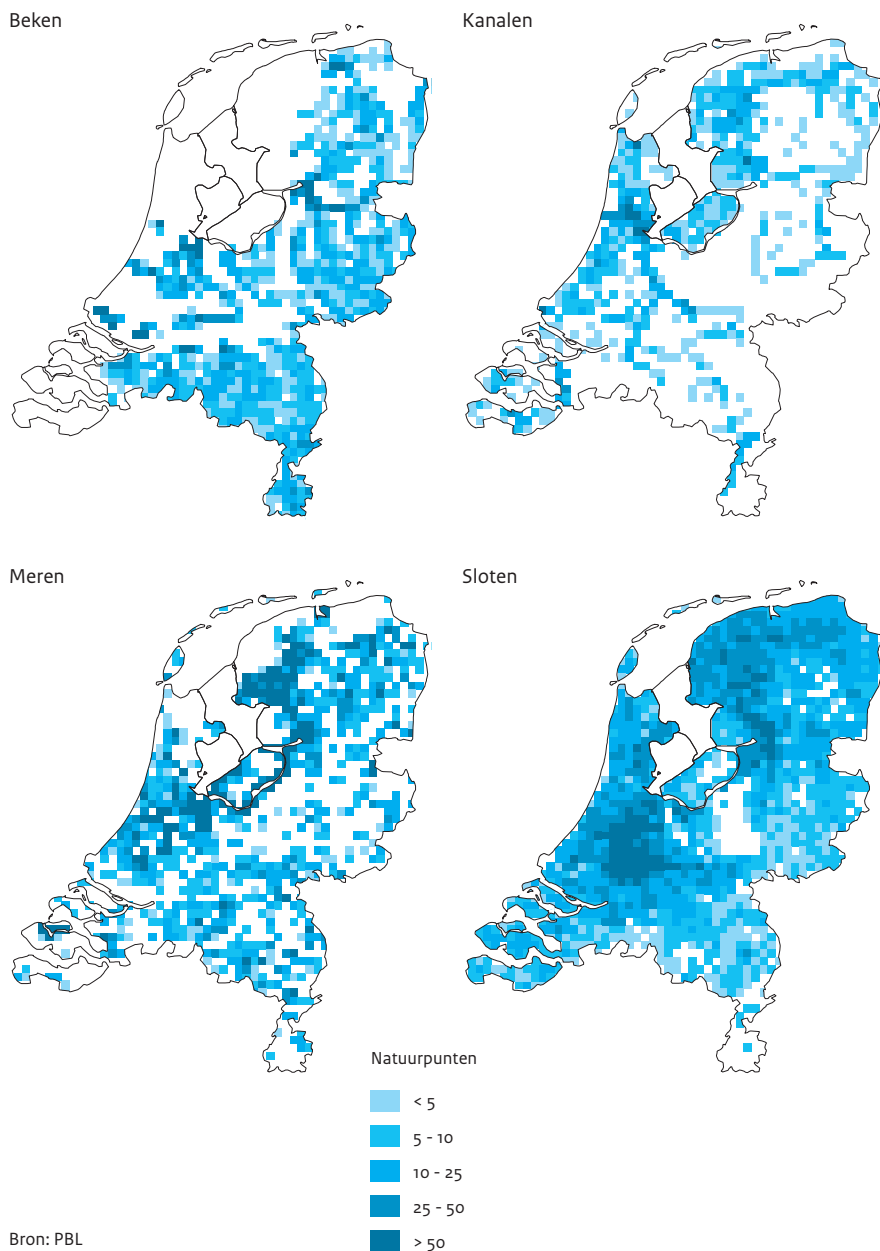 Beken
Kanalen
Meren
Sloten
Natuurpunten
< 5
5 - 10
10 - 25
25 - 50
> 50
Bron: PBL